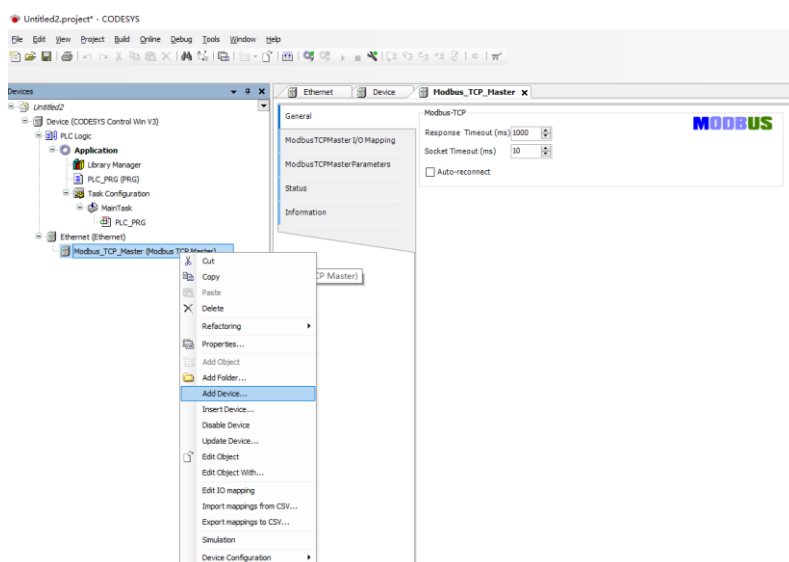 Untitled2.project* - CODESYS
File Edit View Project Build Online Debug Tools Window Help
Devices
Untitled2
Device (CODESYS Control Win V3)
PLC Logic
Application
Library Manager
PLC_PRG (PRG)
Task Configuration
MainTask
PLC_PRG
Ethernet (Ethernet)
Modbus_TCP_Master (Modbus TCP Master)
Cut
Copy
Paste
Delete
Refactoring
Properties...
Add Object
Add Folder...
Add Device...
Insert Device...
Disable Device
Update Device...
Edit Object
Edit Object With...
Edit IO mapping
Import mappings from CSV...
Export mappings to CSV...
Simulation
Device Configuration
Ethernet Device Modbus_TCP_Master
General
ModbusTCPMaster I/O Mapping
ModbusTCPMasterParameters
Status
Information
CP Master)
Modbus-TCP
MODBUS
Response Timeout (ms) 1000
Socket Timeout (ms) 10
Auto-reconnect